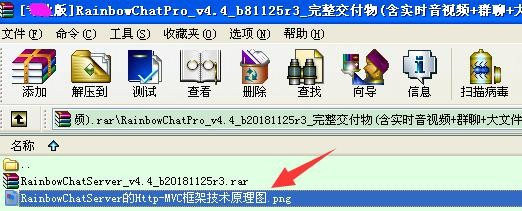 版]RainbowChatPro_v4.4_b81125r3_完整交付物(含实时音视频+群聊+大
文件(F) 命令(C) 工具(S) 收藏夹(O) 选项(N) 帮助(H)
添加 解压到 测试 查看 删除 查找 向导 信息 扫描病毒
频).rar\RainbowChatPro_v4.4_b20181125r3_完整交付物(含实时音视频+群聊+大文件
名称
..
RainbowChatServer_v4.4_b20181125r3.rar
RainbowChatServer的Http-MVC框架技术原理图.png